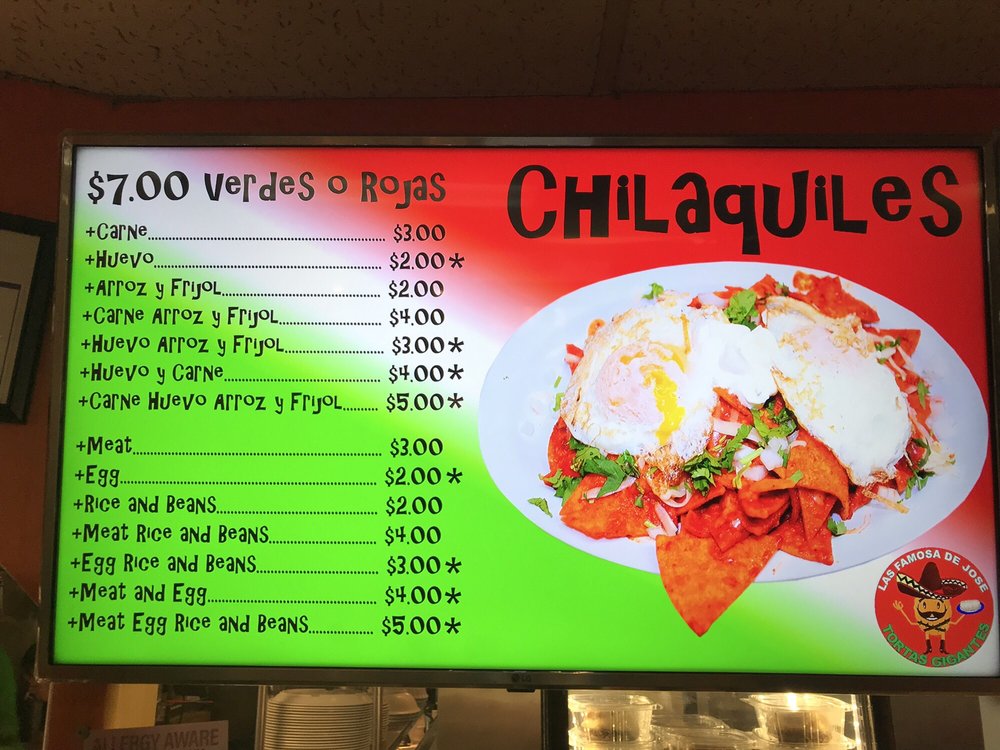 $7.00 Verdes o Rojas
+Carne........ $3.00
+Huevo........ $2.00*
+Arroz y Frijol........ $2.00
+Carne Arroz y Frijol........ $4.00
+Huevo Arroz y Frijol........ $3.00*
+Huevo y Carne........ $4.00*
+Carne Huevo Arroz y Frijol........ $5.00*
+Meat........ $3.00
+Egg........ $2.00*
+Rice and Beans........ $2.00
+Meat Rice and Beans........ $4.00
+Egg Rice and Beans........ $3.00*
+Meat and Egg........ $4.00*
+Meat Egg Rice and Beans........ $5.00*
Chilaquiles
LAS FAMOSA DE JOSE
TORTAS GIGANTES
LG
ALLERGY AWARE